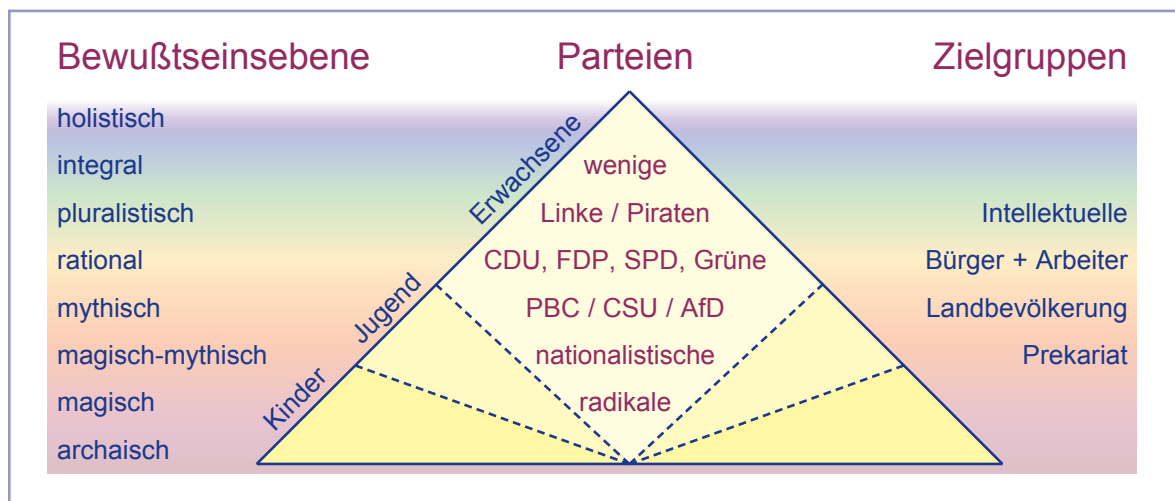 Bewußtseinsebene Parteien Zielgruppen
holistisch
integral wenige
pluralistisch Linke / Piraten Intellektuelle
rational CDU, FDP, SPD, Grüne Bürger + Arbeiter
mythisch PBC / CSU / AfD Landbevölkerung
magisch-mythisch nationalistische Prekariat
magisch radikale
archaisch
Erwachsene
Jugend
Kinder